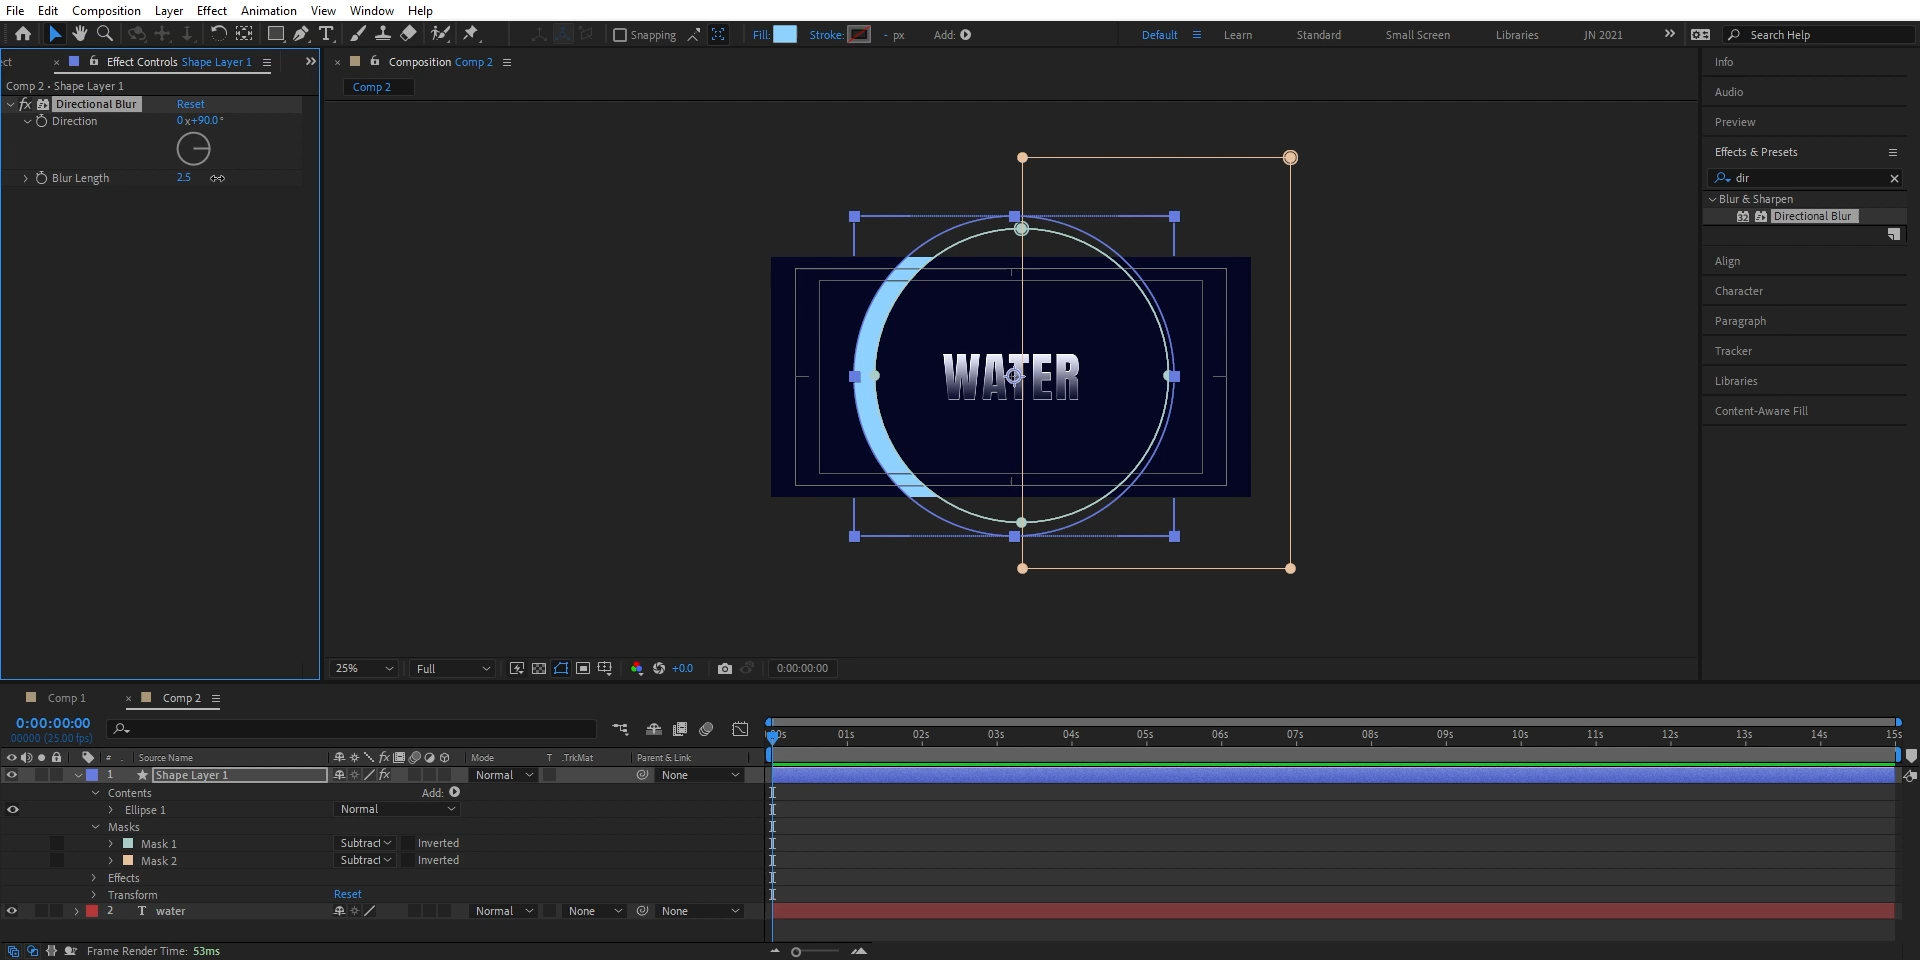 File Edit Composition Layer Effect Animation View Window Help
Snapping Fill: Stroke: - px Add: Default Learn Standard Small Screen Libraries JN 2021 Search Help
ect Effect Controls Shape Layer 1
Composition Comp 2
Comp 2 • Shape Layer 1
Comp 2
fx Directional Blur Reset
Direction 0x+90.0°
Blur Length 2.5
WATER
Info
Audio
Preview
Effects & Presets
dir
Blur & Sharpen
32 Directional Blur
Align
Character
Paragraph
Tracker
Libraries
Content-Aware Fill
25% Full +0.0 0:00:00:00
Comp 1 Comp 2
0:00:00:00
00000 (25.00 fps)
:00s 01s 02s 03s 04s 05s 06s 07s 08s 09s 10s 11s 12s 13s 14s 15s
# . Source Name fx Mode T .TrkMat Parent & Link
1 Shape Layer 1 fx Normal None
Contents Add:
Ellipse 1 Normal
Masks
Mask 1 Subtract Inverted
Mask 2 Subtract Inverted
Effects
Transform Reset
2 T water Normal None None
Frame Render Time: 53ms